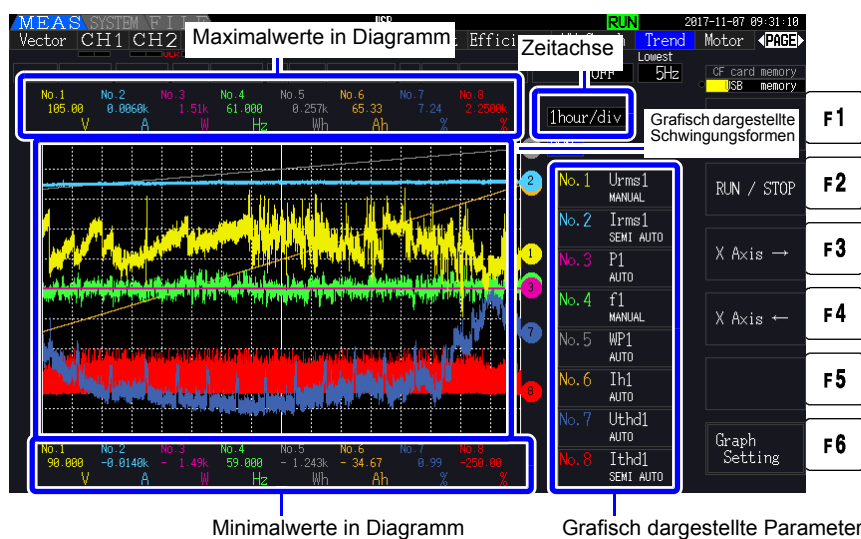 MEAS SYSTEM FILE USB RUN 2017-11-07 09:31:10
Vector CH1 CH2 Trend Motor PAGE
Maximalwerte in Diagramm
Zeitachse
Lowest
OFF 5Hz
CF card memory
USB memory
No.1 No.2 No.3 No.4 No.5 No.6 No.7 No.8
105.00 0.0060k 1.51k 61.000 0.257k 65.33 7.24 2.2500k
V A W Hz Wh Ah % %
1hour/div
Grafisch dargestellte
Schwingungsformen
F1
2
1
3
7
8
No.1 Urms1
MANUAL
No.2 Irms1
SEMI AUTO
No.3 P1
AUTO
No.4 f1
MANUAL
No.5 WP1
AUTO
No.6 Ih1
AUTO
No.7 Uthd1
AUTO
No.8 Ithd1
SEMI AUTO
RUN / STOP
F2
X Axis →
F3
X Axis ←
F4
F5
Graph
Setting
F6
No.1 No.2 No.3 No.4 No.5 No.6 No.7 No.8
90.000 -0.0140k - 1.49k 59.000 - 1.243k - 34.67 0.99 -250.00
V A W Hz Wh Ah % %
Minimalwerte in Diagramm
Grafisch dargestellte Parameter